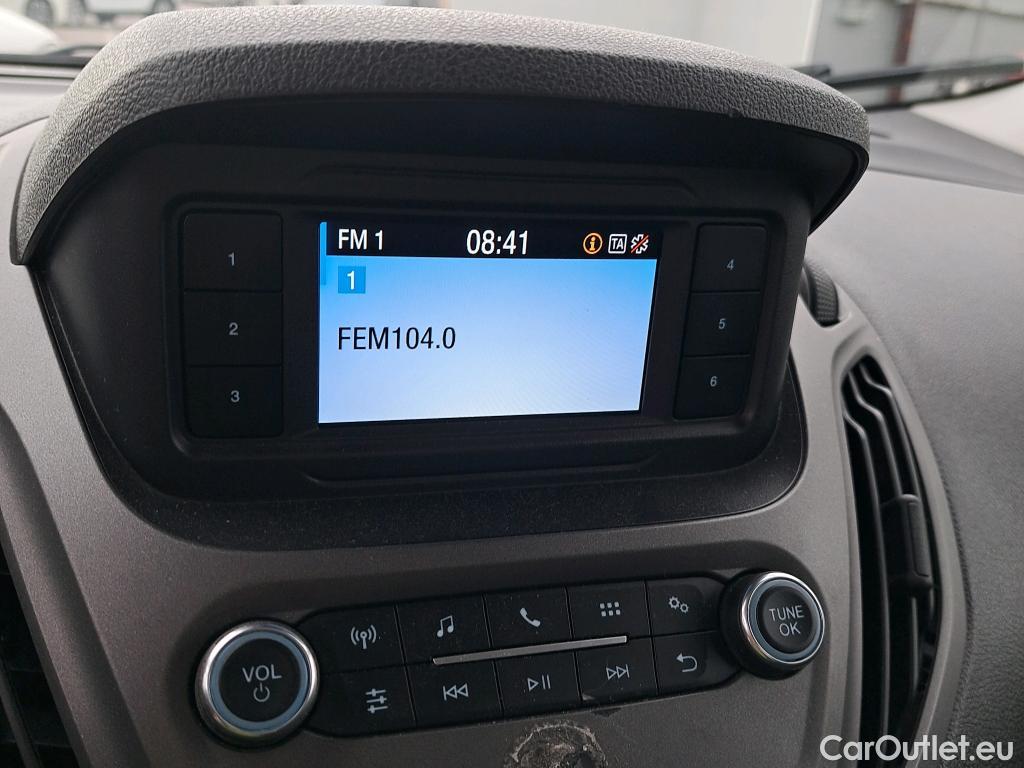 FM 1 08:41 i TA
1
FEM104.0
1
2
3
4
5
6
VOL
TUNE
OK
CarOutlet.eu